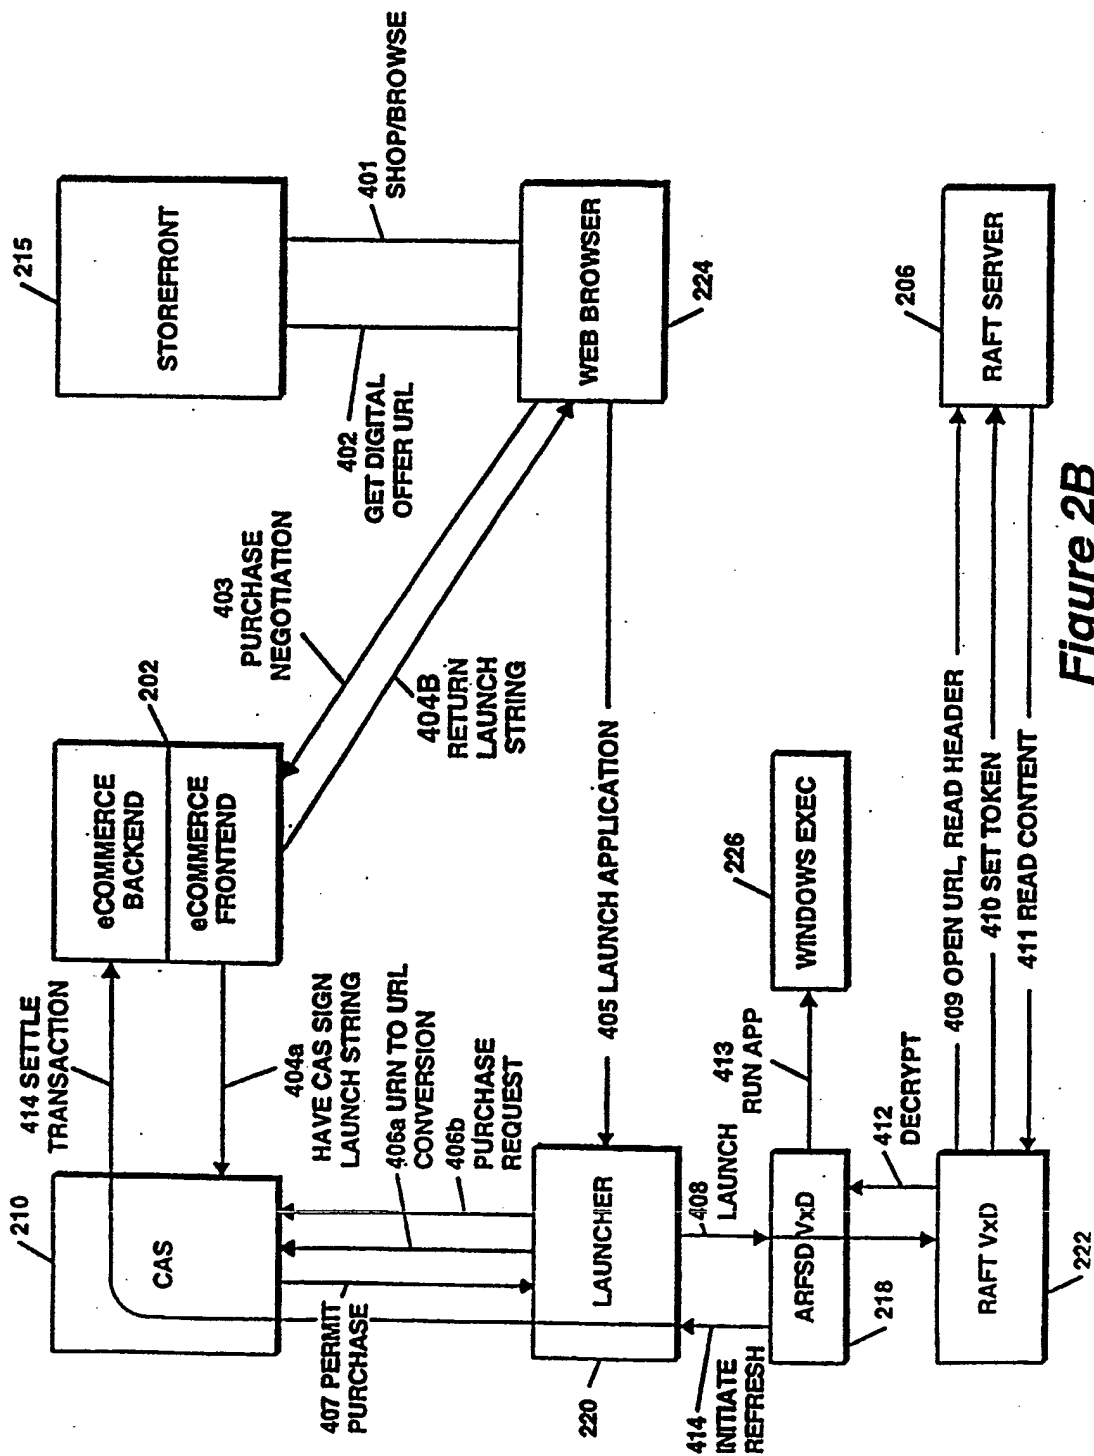 210
CAS
414 SETTLE
TRANSACTION
404a
HAVE CAS SIGN
LAUNCH STRING
eCOMMERCE
BACKEND
eCOMMERCE
FRONTEND
202
403
PURCHASE
NEGOTIATION
404B
RETURN
LAUNCH
STRING
215
STOREFRONT
402
GET DIGITAL
OFFER URL
401
SHOP/BROWSE
WEB BROWSER
224
407 PERMIT
PURCHASE
406a URN TO URL
CONVERSION
406b
PURCHASE
REQUEST
405 LAUNCH APPLICATION
LAUNCHER
220
414
INITIATE
REFRESH
408
LAUNCH
ARFSD VxD
218
413
RUN APP
WINDOWS EXEC
226
412
DECRYPT
RAFT VxD
222
409 OPEN URL, READ HEADER
410 SET TOKEN
411 READ CONTENT
RAFT SERVER
206
Figure 2B